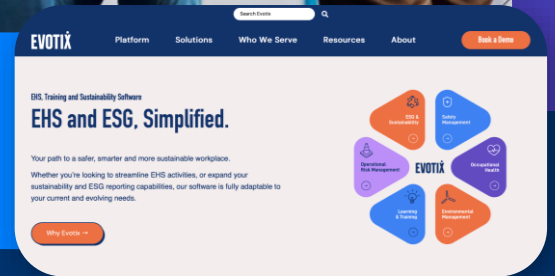 Search Evotix
EVOTIX
Platform
Solutions
Who We Serve
Resources
About
Book a Demo
EHS, Training and Sustainability Software
EHS and ESG, Simplified.
Your path to a safer, smarter and more sustainable workplace.
Whether you're looking to streamline EHS activities, or expand your
sustainability and ESG reporting capabilities, our software is fully adaptable to
your current and evolving needs.
Why Evotix →
ESG &
Sustainability
Safety
Management
Operational
Risk Management
EVOTIX
Occupational
Health
Learning
& Training
Environmental
Management